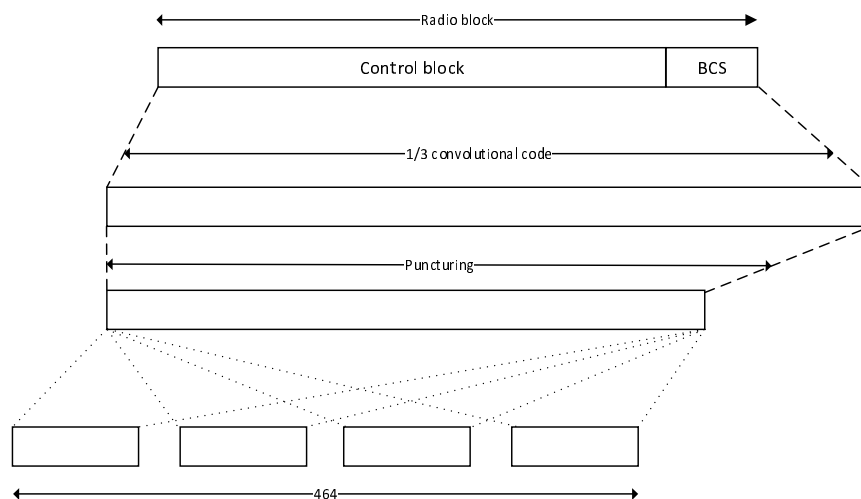 Radio block
Control block
BCS
1/3 convolutional code
Puncturing
464